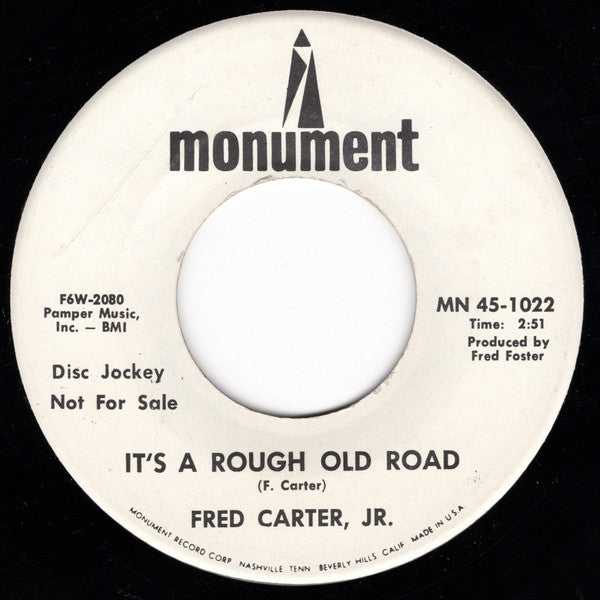 monument
F6W-2080
Pamper Music,
Inc. — BMI
Disc Jockey
Not For Sale
MN 45-1022
Time: 2:51
Produced by
Fred Foster
IT'S A ROUGH OLD ROAD
(F. Carter)
FRED CARTER, JR.
MONUMENT RECORD CORP. NASHVILLE TENN. BEVERLY HILLS CALIF. MADE IN U.S.A.